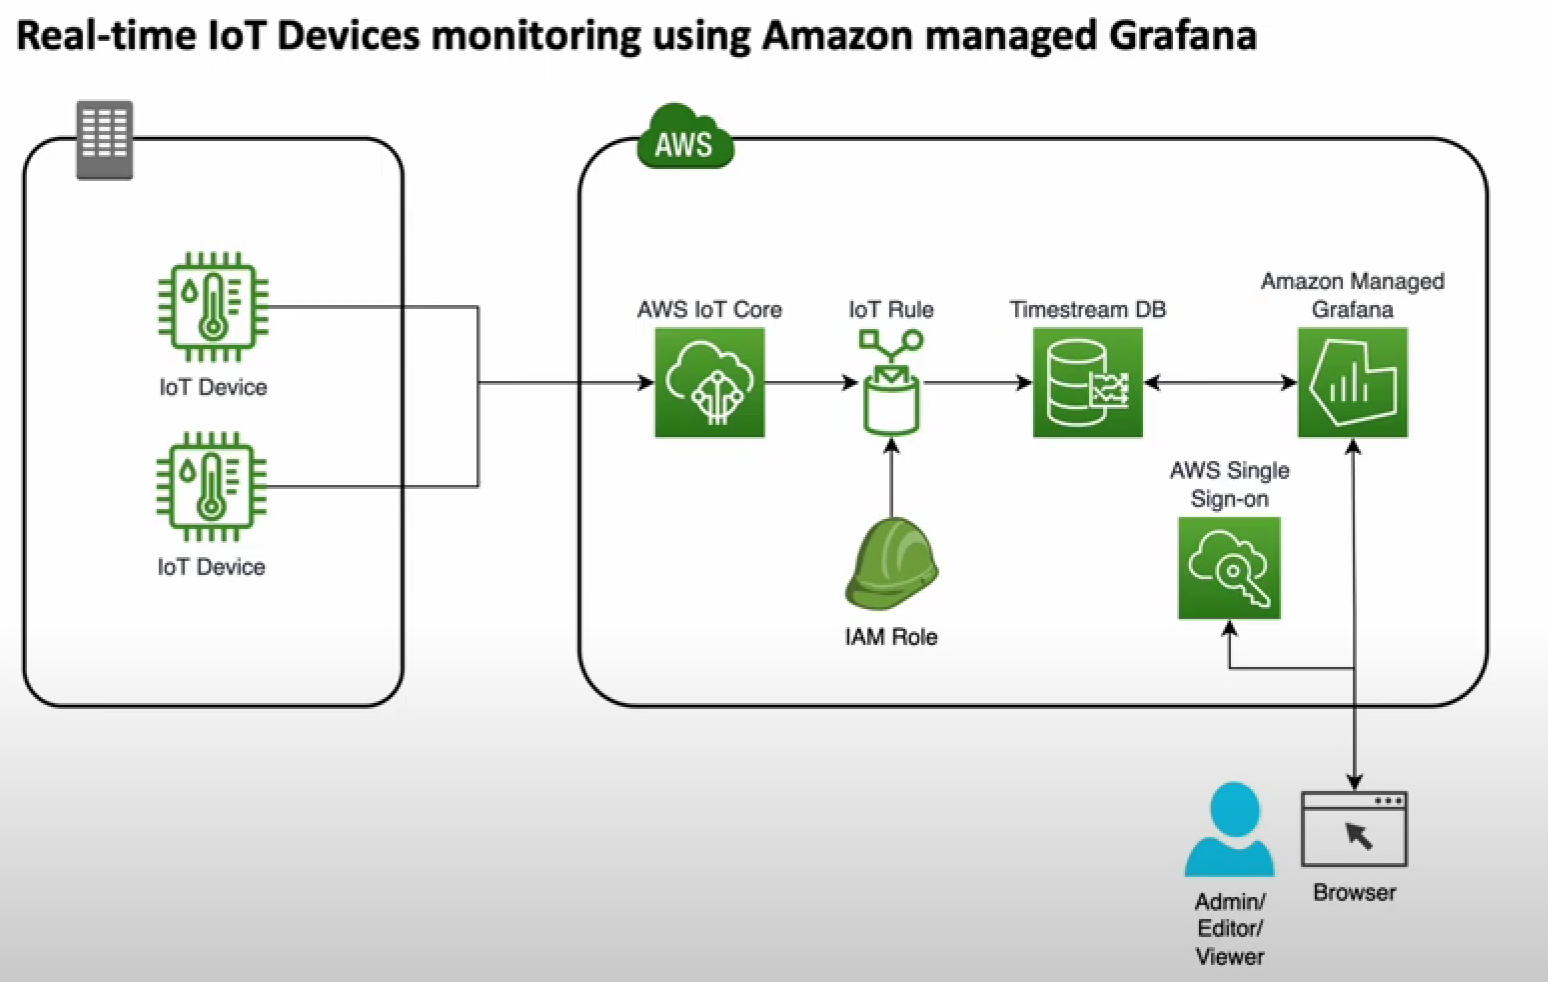 Real-time IoT Devices monitoring using Amazon managed Grafana
AWS
IoT Device
IoT Device
AWS IoT Core
IoT Rule
Timestream DB
Amazon Managed
Grafana
IAM Role
AWS Single
Sign-on
Admin/
Editor/
Viewer
Browser